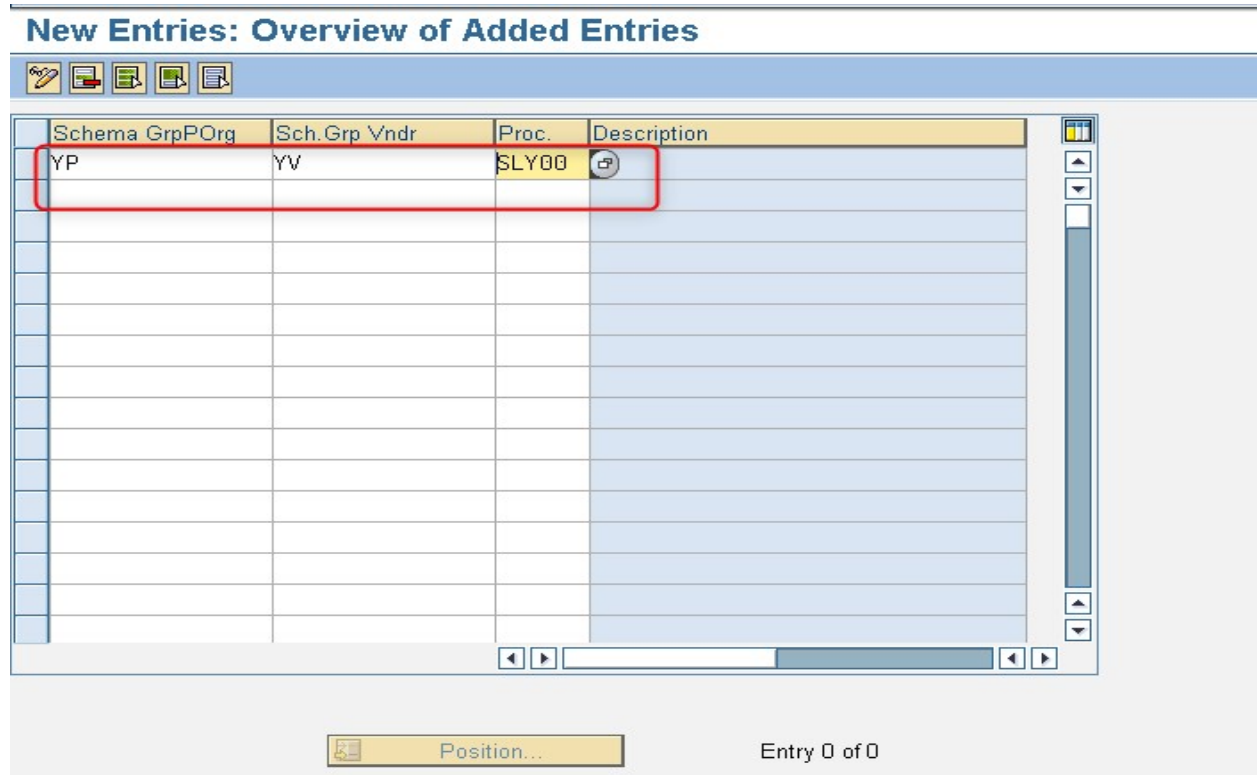 New Entries: Overview of Added Entries
Schema GrpPOrg Sch.Grp Vndr Proc. Description
YP YV SLY00
Position... Entry 0 of 0